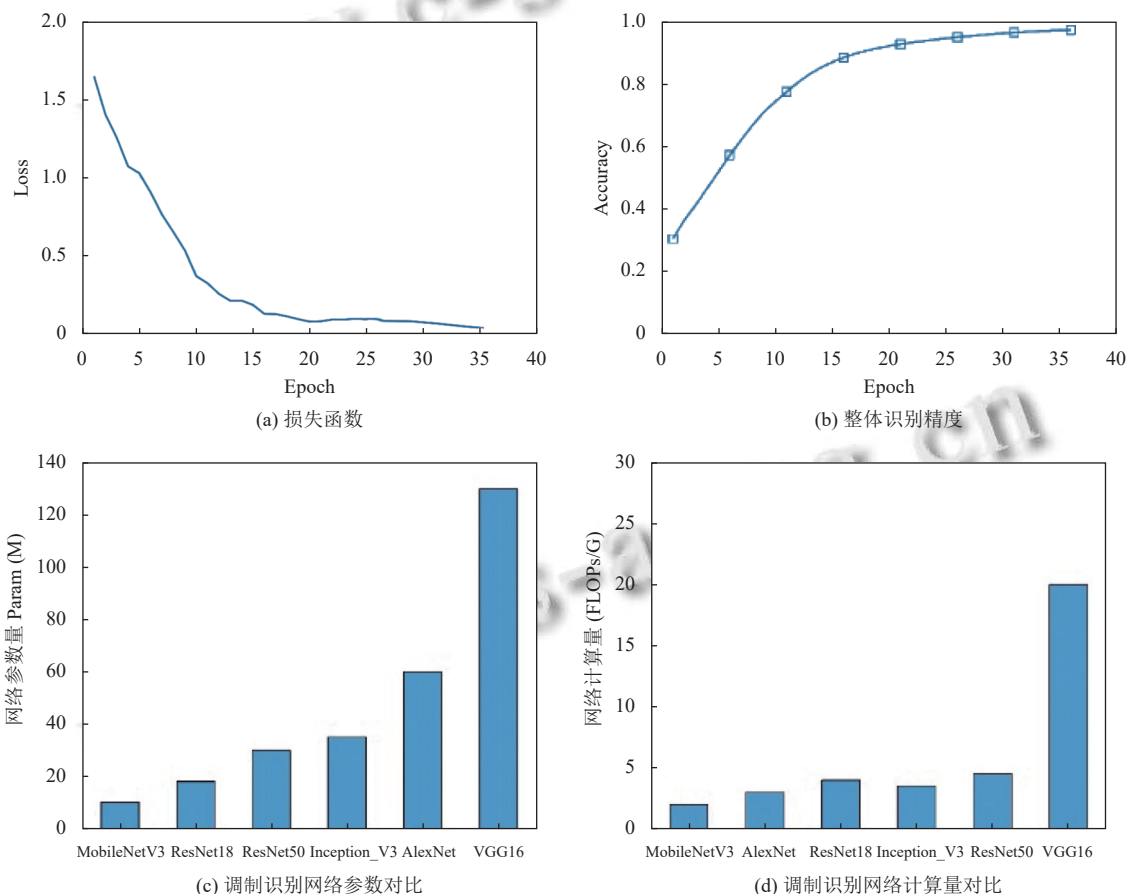 2.0
1.5
1.0
0.5
0
Loss
0 5 10 15 20 25 30 35 40
Epoch
(a) 损失函数
1.0
0.8
0.6
0.4
0.2
0
Accuracy
0 5 10 15 20 25 30 35 40
Epoch
(b) 整体识别精度
140
120
100
80
60
40
20
0
网络参数量 Param (M)
MobileNetV3 ResNet18 ResNet50 Inception_V3 AlexNet VGG16
(c) 调制识别网络参数对比
30
25
20
15
10
5
0
网络计算量 (FLOPs/G)
MobileNetV3 AlexNet ResNet18 Inception_V3 ResNet50 VGG16
(d) 调制识别网络计算量对比